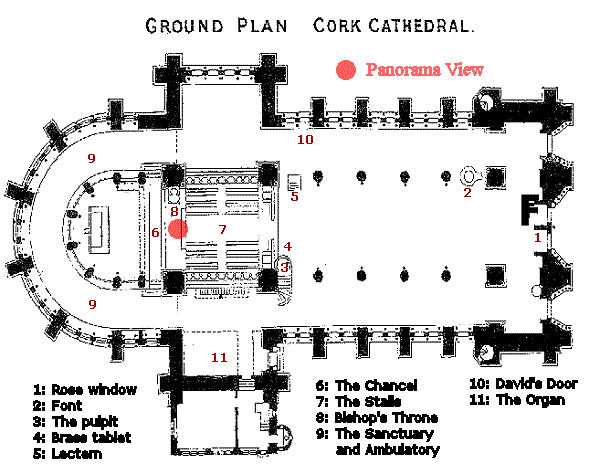 GROUND PLAN CORK CATHEDRAL.
Panorama View
9
10
5
2
8
6
7
4
1
3
9
11
1: Rose window
2: Font
3: The pulpit
4: Brass tablet
5: Lectern
6: The Chancel
7: The Stalls
8: Bishop's Throne
9: The Sanctuary
and Ambulatory
10: David's Door
11: The Organ